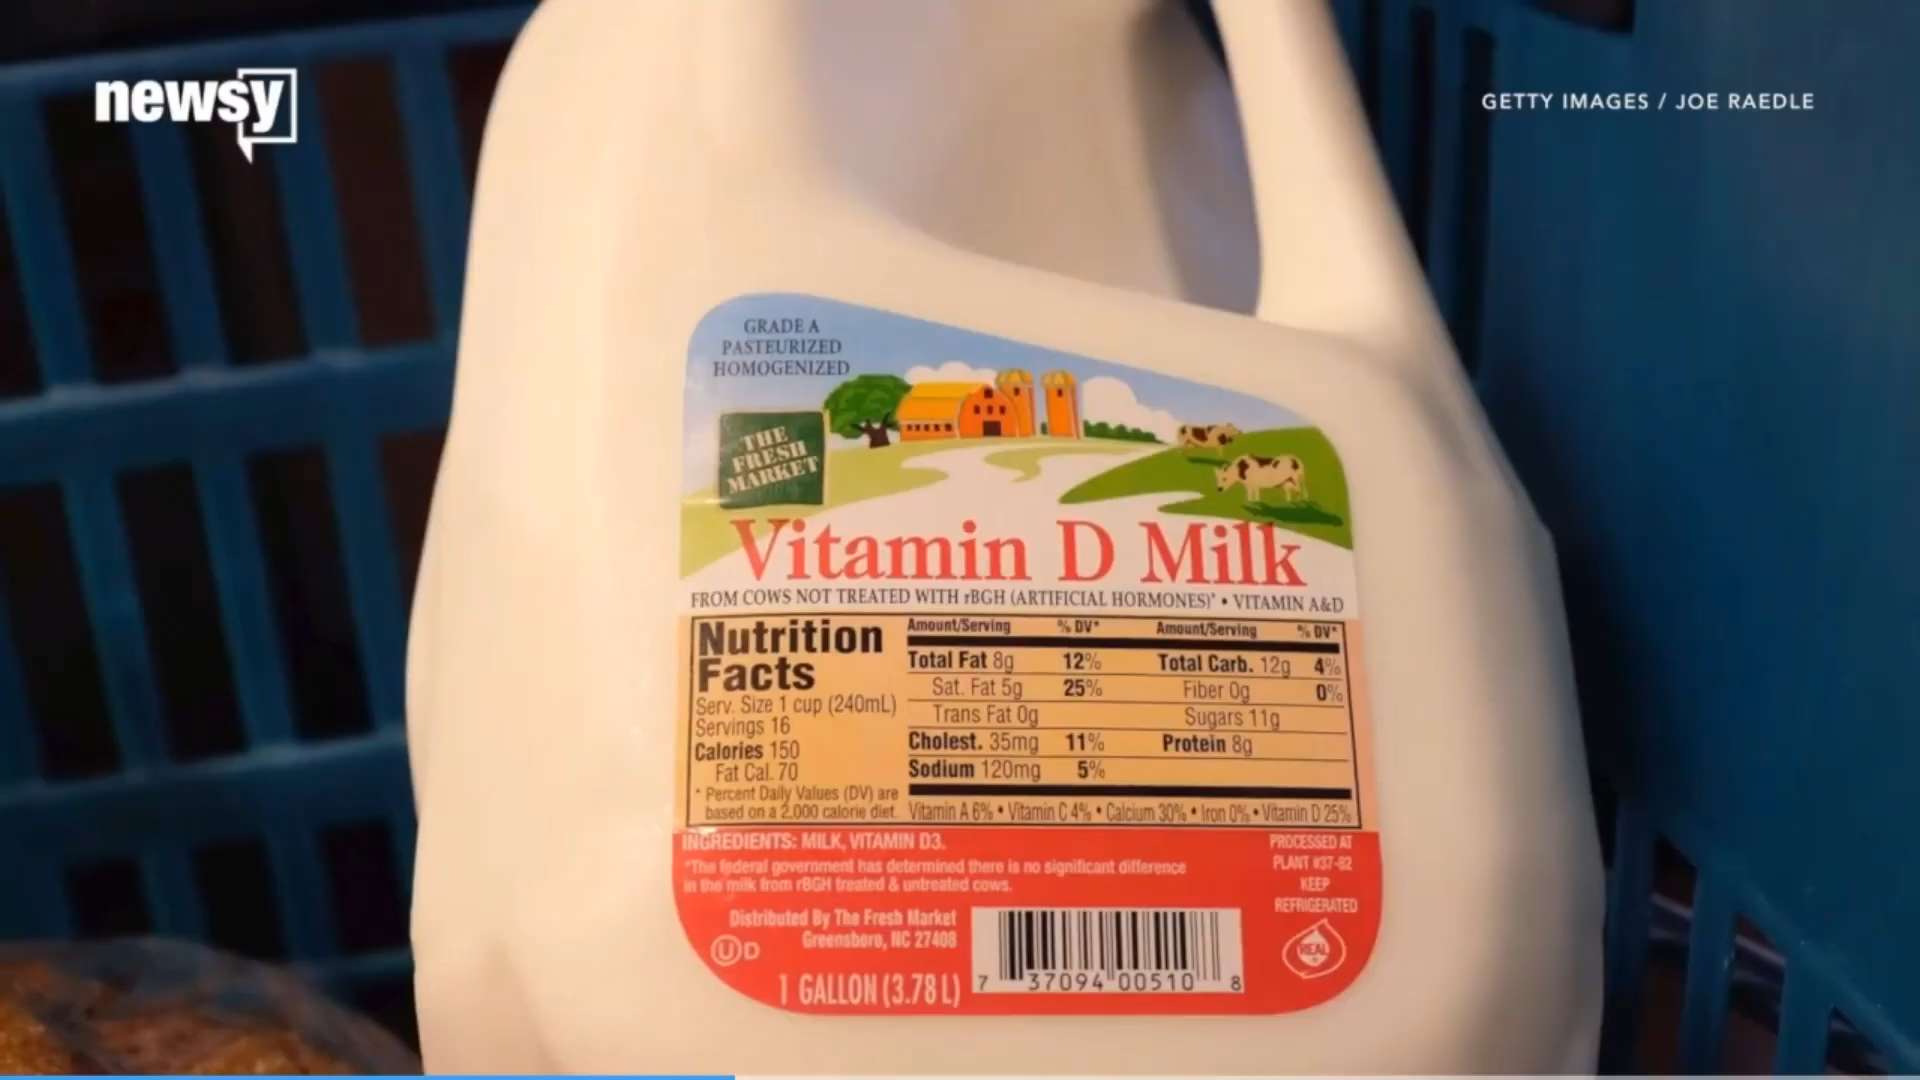 newsy
GETTY IMAGES / JOE RAEDLE
GRADE A
PASTEURIZED
HOMOGENIZED
THE
FRESH
MARKET
Vitamin D Milk
FROM COWS NOT TREATED WITH rBGH (ARTIFICIAL HORMONES)* • VITAMIN A&D
Nutrition
Facts
Serv. Size 1 cup (240mL)
Servings 16
Calories 150
Fat Cal. 70
* Percent Daily Values (DV) are
based on a 2,000 calorie diet.
Amount/Serving % DV*
Total Fat 8g 12%
Sat. Fat 5g 25%
Trans Fat 0g
Cholest. 35mg 11%
Sodium 120mg 5%
Amount/Serving % DV*
Total Carb. 12g 4%
Fiber 0g 0%
Sugars 11g
Protein 8g
Vitamin A 6% • Vitamin C 4% • Calcium 30% • Iron 0% • Vitamin D 25%
INGREDIENTS: MILK, VITAMIN D3.
*The federal government has determined there is no significant difference
in the milk from rBGH treated & untreated cows.
PROCESSED AT
PLANT #37-82
KEEP
REFRIGERATED
REAL
Distributed By The Fresh Market
Greensboro, NC 27408
U D
1 GALLON (3.78 L)
7 37094 00510 8